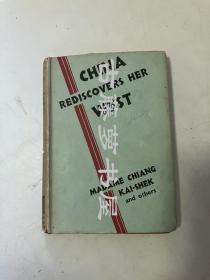 CHINA
REDISCOVERS HER
WEST
MADAME CHIANG
KAI-SHEK
and others